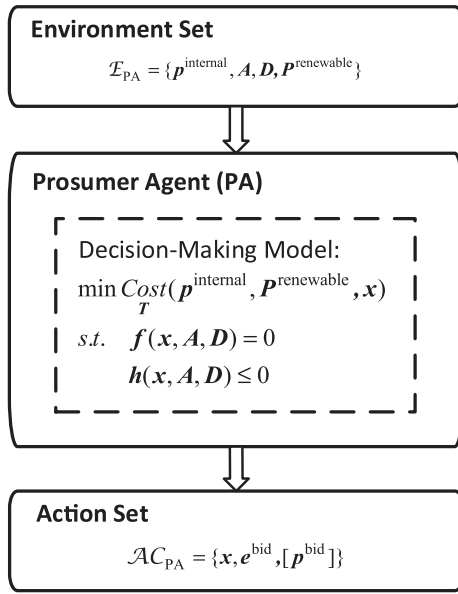 Environment Set
ℰ_PA = {p^internal, A, D, P^renewable}
Prosumer Agent (PA)
Decision-Making Model:
min Cost(p^internal, P^renewable, x)
T
s.t. f(x, A, D) = 0
h(x, A, D) ≤ 0
Action Set
𝒜𝒞_PA = {x, e^bid, [p^bid]}